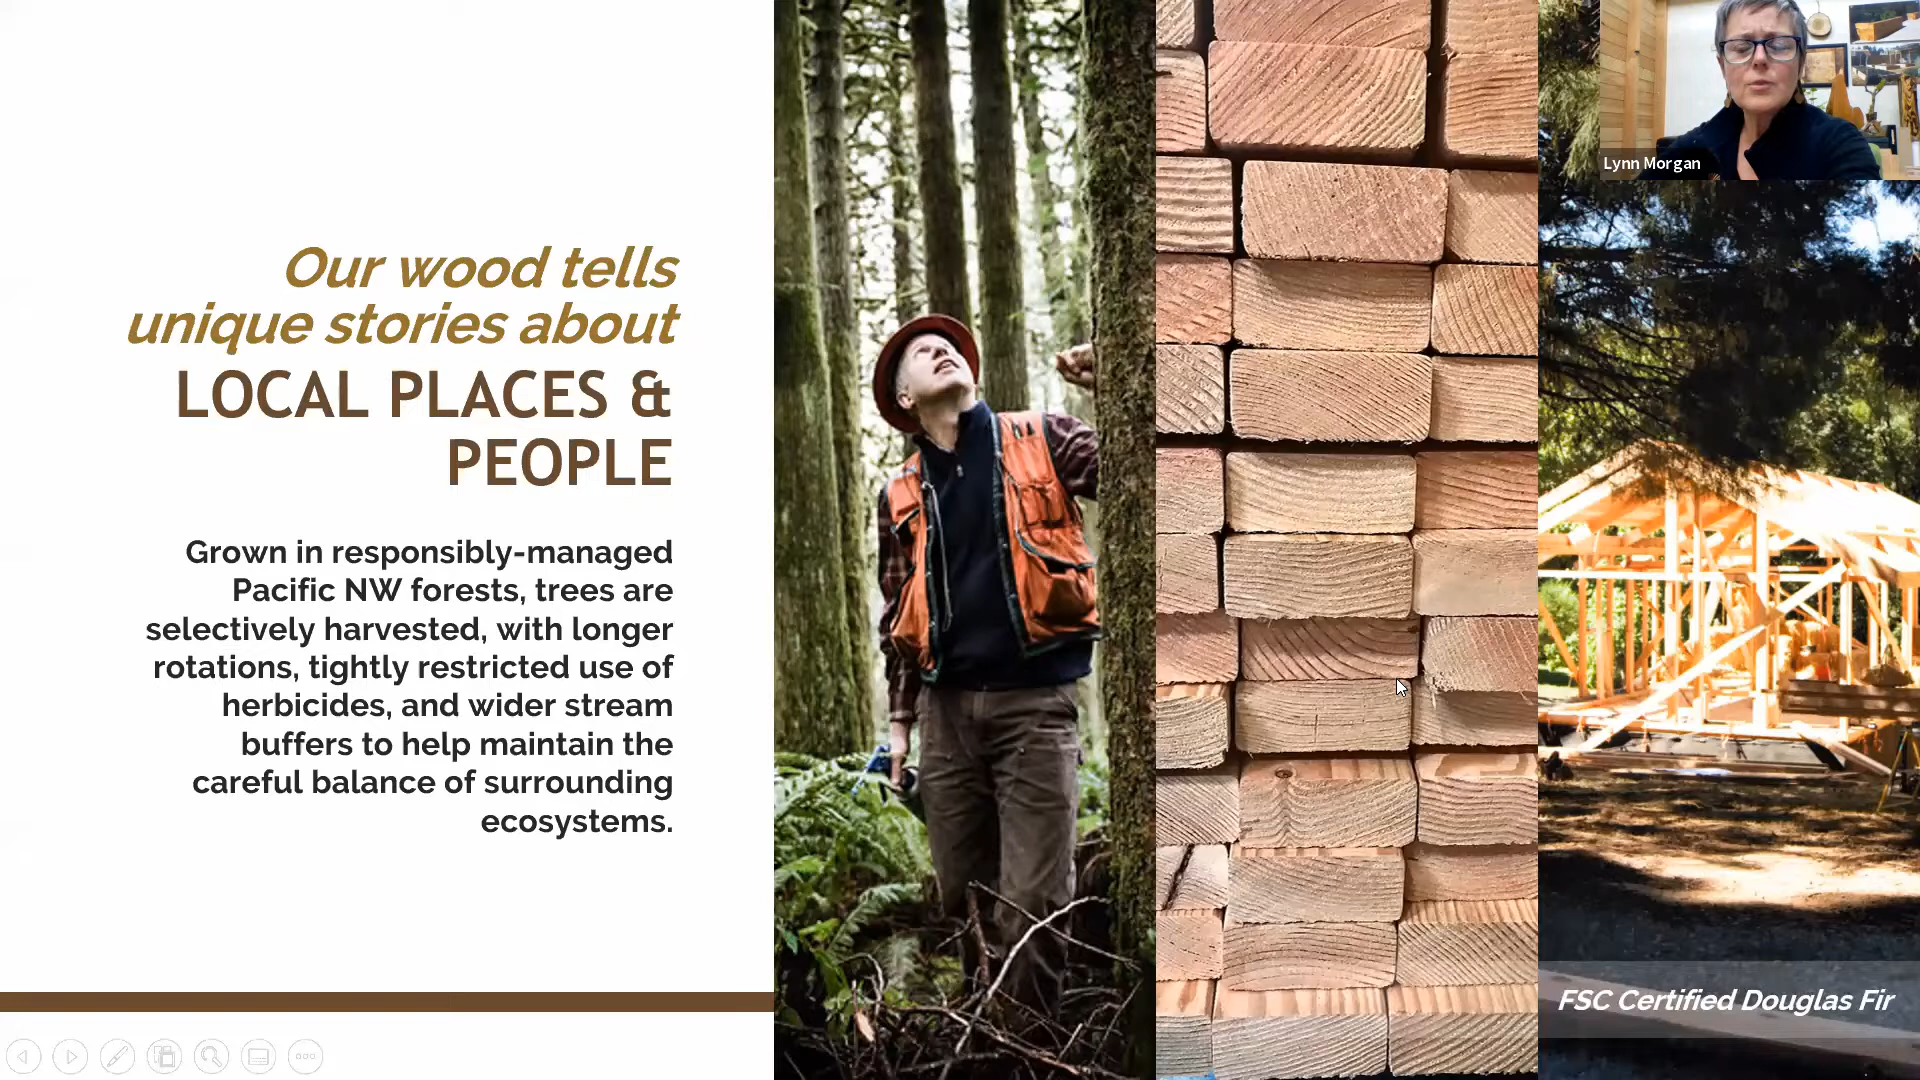 Our wood tells
unique stories about
LOCAL PLACES &
PEOPLE
Grown in responsibly-managed
Pacific NW forests, trees are
selectively harvested, with longer
rotations, tightly restricted use of
herbicides, and wider stream
buffers to help maintain the
careful balance of surrounding
ecosystems.
Lynn Morgan
FSC Certified Douglas Fir